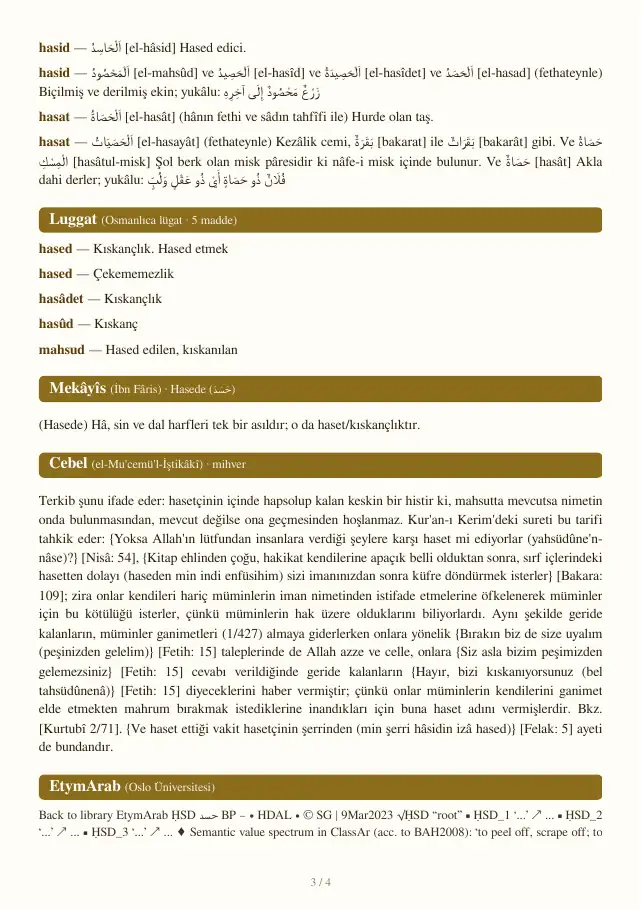 hasid — اَلْحَاسِدُ [el-hâsid] Hased edici.
hasid — اَلْمَحْصُودُ [el-mahsûd] ve اَلْحَصِيدُ [el-hasîd] ve اَلْحَصِيدَةُ [el-hasîdet] ve اَلْحَصَدُ [el-hasad] (fethateynle)
Biçilmiş ve derilmiş ekin; yukâlu: زَرْعٌ مَحْصُودٌ إِلَى آخِرِهِ
hasat — اَلْحَصَاةُ [el-hasât] (hânın fethi ve sâdın tahfîfi ile) Hurde olan taş.
hasat — اَلْحَصَيَاتُ [el-hasayât] (fethateynle) Kezâlik cemi, بَقَرَةٌ [bakarat] ile بَقَرَاتٌ [bakarât] gibi. Ve حَصَاةُ
الْمِسْكِ [hasâtul-misk] Şol berk olan misk pâresidir ki nâfe-i misk içinde bulunur. Ve حَصَاةٌ [hasât] Akla
dahi derler; yukâlu: فُلَانٌ ذُو حَصَاةٍ أَيْ ذُو عَقْلٍ وَلُبٍّ
Luggat (Osmanlıca lügat · 5 madde)
hased — Kıskançlık. Hased etmek
hased — Çekememezlik
hasâdet — Kıskançlık
hasûd — Kıskanç
mahsud — Hased edilen, kıskanılan
Mekâyîs (İbn Fâris) · Hasede (حَسَدَ)
(Hasede) Hâ, sin ve dal harfleri tek bir asıldır; o da haset/kıskançlıktır.
Cebel (el-Mu'cemü'l-İştikâkî) · mihver
Terkib şunu ifade eder: hasetçinin içinde hapsolup kalan keskin bir histir ki, mahsutta mevcutsa nimetin
onda bulunmasından, mevcut değilse ona geçmesinden hoşlanmaz. Kur'an-ı Kerim'deki sureti bu tarifi
tahkik eder: {Yoksa Allah'ın lütfundan insanlara verdiği şeylere karşı haset mi ediyorlar (yahsüdûne'n-
nâse)?} [Nisâ: 54], {Kitap ehlinden çoğu, hakikat kendilerine apaçık belli olduktan sonra, sırf içlerindeki
hasetten dolayı (haseden min indi enfüsihim) sizi imanınızdan sonra küfre döndürmek isterler} [Bakara:
109]; zira onlar kendileri hariç müminlerin iman nimetinden istifade etmelerine öfkelenerek müminler
için bu kötülüğü isterler, çünkü müminlerin hak üzere olduklarını biliyorlardı. Aynı şekilde geride
kalanların, müminler ganimetleri (1/427) almaya giderlerken onlara yönelik {Bırakın biz de size uyalım
(peşinizden gelelim)} [Fetih: 15] taleplerinde de Allah azze ve celle, onlara {Siz asla bizim peşimizden
gelemezsiniz} [Fetih: 15] cevabı verildiğinde geride kalanların {Hayır, bizi kıskanıyorsunuz (bel
tahsüdûnenâ)} [Fetih: 15] diyeceklerini haber vermiştir; çünkü onlar müminlerin kendilerini ganimet
elde etmekten mahrum bırakmak istediklerine inandıkları için buna haset adını vermişlerdir. Bkz.
[Kurtubî 2/71]. {Ve haset ettiği vakit hasetçinin şerrinden (min şerri hâsidin izâ hased)} [Felak: 5] ayeti
de bundandır.
EtymArab (Oslo Üniversitesi)
Back to library EtymArab ḤSD حسد BP – • HDAL • © SG | 9Mar2023 √ḤSD “root” ▪ ḤSD_1 ‘...’ ↗ ... ▪ ḤSD_2
‘...’ ↗ ... ▪ ḤSD_3 ‘...’ ↗ ... ♦ Semantic value spectrum in ClassAr (acc. to BAH2008): ‘to peel off, scrape off; to
3 / 4